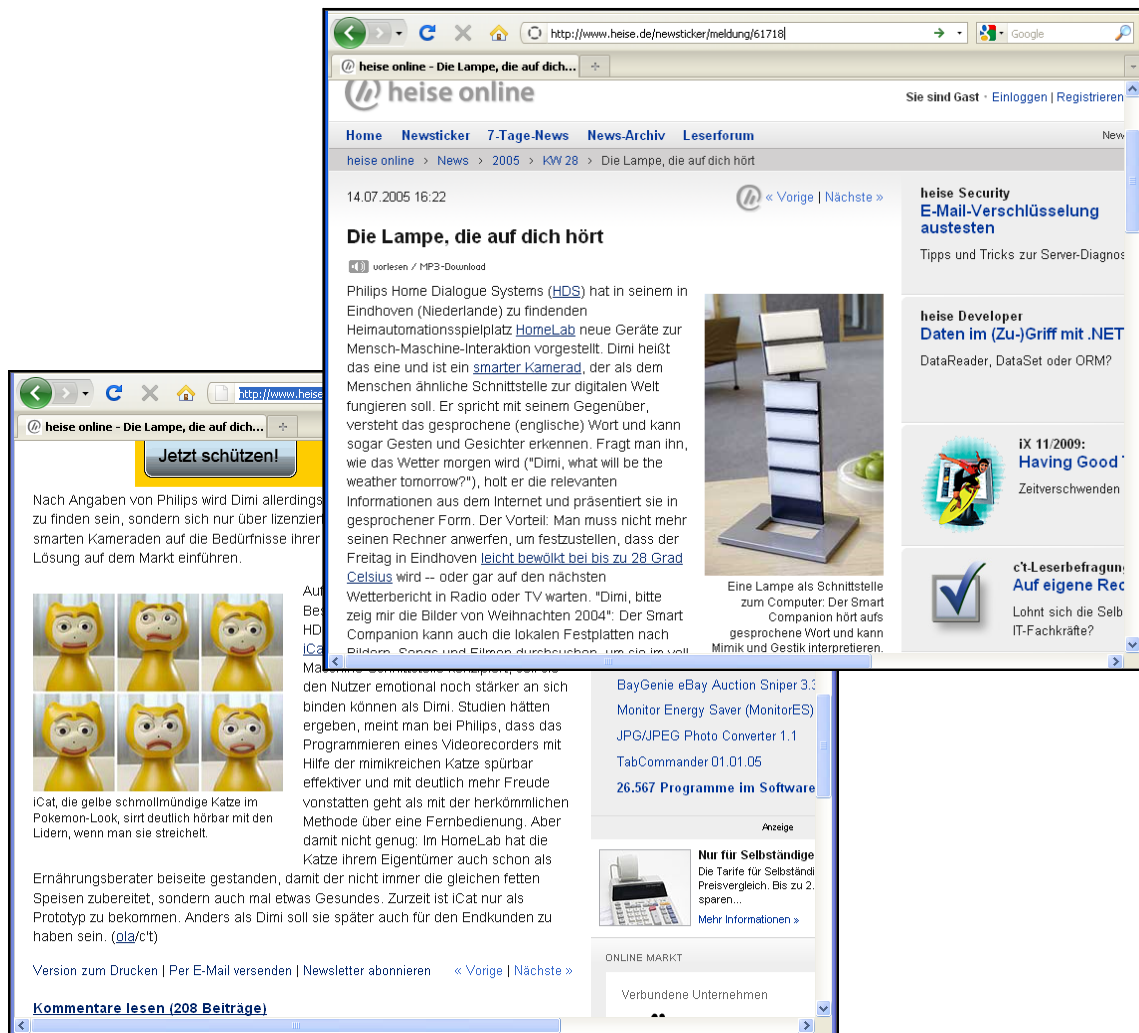 http://www.heise.de/newsticker/meldung/61718
Google
heise online - Die Lampe, die auf dich...
heise online
Sie sind Gast · Einloggen | Registrieren
Home Newsticker 7-Tage-News News-Archiv Leserforum
heise online > News > 2005 > KW 28 > Die Lampe, die auf dich hört
14.07.2005 16:22
« Vorige | Nächste »
Die Lampe, die auf dich hört
vorlesen / MP3-Download
Philips Home Dialogue Systems (HDS) hat in seinem in
Eindhoven (Niederlande) zu findenden
Heimautomationsspielplatz HomeLab neue Geräte zur
Mensch-Maschine-Interaktion vorgestellt. Dimi heißt
das eine und ist ein smarter Kamerad, der als dem
Menschen ähnliche Schnittstelle zur digitalen Welt
fungieren soll. Er spricht mit seinem Gegenüber,
versteht das gesprochene (englische) Wort und kann
sogar Gesten und Gesichter erkennen. Fragt man ihn,
wie das Wetter morgen wird ("Dimi, what will be the
weather tomorrow?"), holt er die relevanten
Informationen aus dem Internet und präsentiert sie in
gesprochener Form. Der Vorteil: Man muss nicht mehr
seinen Rechner anwerfen, um festzustellen, dass der
Freitag in Eindhoven leicht bewölkt bei bis zu 28 Grad
Celsius wird -- oder gar auf den nächsten
Wetterbericht in Radio oder TV warten. "Dimi, bitte
zeig mir die Bilder von Weihnachten 2004": Der Smart
Companion kann auch die lokalen Festplatten nach
Bildern, Songs und Filmen durchsuchen, um sie im voll
Eine Lampe als Schnittstelle
zum Computer: Der Smart
Companion hört aufs
gesprochene Wort und kann
Mimik und Gestik interpretieren.
heise Security
E-Mail-Verschlüsselung
austesten
Tipps und Tricks zur Server-Diagnos
heise Developer
Daten im (Zu-)Griff mit .NET
DataReader, DataSet oder ORM?
iX 11/2009:
Having Good
Zeitverschwenden
c't-Leserbefragung
Auf eigene Rec
Lohnt sich die Selb
IT-Fachkräfte?
http://www.heise
heise online - Die Lampe, die auf dich...
Jetzt schützen!
Nach Angaben von Philips wird Dimi allerdings
zu finden sein, sondern sich nur über lizenziert
smarten Kameraden auf die Bedürfnisse ihrer
Lösung auf dem Markt einführen.
Auf
Bes
HD
iCa
den Nutzer emotional noch stärker an sich
binden können als Dimi. Studien hätten
ergeben, meint man bei Philips, dass das
Programmieren eines Videorecorders mit
Hilfe der mimikreichen Katze spürbar
effektiver und mit deutlich mehr Freude
vonstatten geht als mit der herkömmlichen
Methode über eine Fernbedienung. Aber
damit nicht genug: Im HomeLab hat die
Katze ihrem Eigentümer auch schon als
Ernährungsberater beiseite gestanden, damit der nicht immer die gleichen fetten
Speisen zubereitet, sondern auch mal etwas Gesundes. Zurzeit ist iCat nur als
Prototyp zu bekommen. Anders als Dimi soll sie später auch für den Endkunden zu
haben sein. (ola/c't)
iCat, die gelbe schmollmündige Katze im
Pokemon-Look, sirrt deutlich hörbar mit den
Lidern, wenn man sie streichelt.
Version zum Drucken | Per E-Mail versenden | Newsletter abonnieren « Vorige | Nächste »
Kommentare lesen (208 Beiträge)
BayGenie eBay Auction Sniper 3.3
Monitor Energy Saver (MonitorES)
JPG/JPEG Photo Converter 1.1
TabCommander 01.01.05
26.567 Programme im Software
Anzeige
Nur für Selbständige
Die Tarife für Selbständi
Preisvergleich. Bis zu 2.
sparen...
Mehr Informationen »
ONLINE MARKT
Verbundene Unternehmen